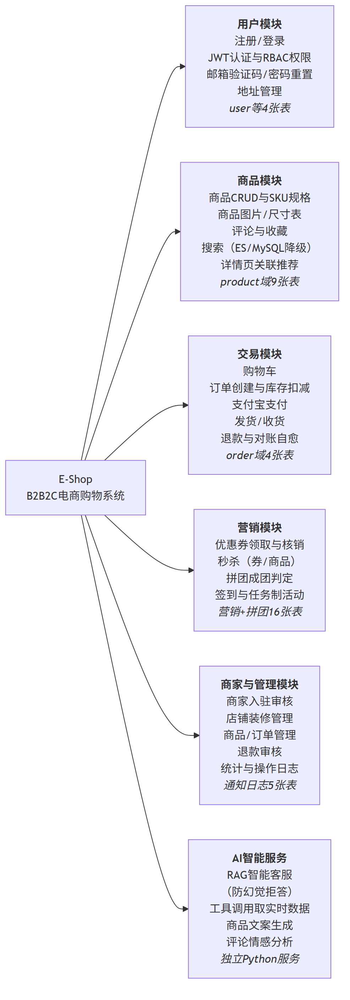 用户模块
注册/登录
JWT认证与RBAC权限
邮箱验证码/密码重置
地址管理
user等4张表
商品模块
商品CRUD与SKU规格
商品图片/尺寸表
评论与收藏
搜索（ES/MySQL降级）
详情页关联推荐
product域9张表
交易模块
购物车
订单创建与库存扣减
支付宝支付
发货/收货
退款与对账自愈
order域4张表
E-Shop
B2B2C电商购物系统
营销模块
优惠券领取与核销
秒杀（券/商品）
拼团成团判定
签到与任务制活动
营销+拼团16张表
商家与管理模块
商家入驻审核
店铺装修管理
商品/订单管理
退款审核
统计与操作日志
通知日志5张表
AI智能服务
RAG智能客服
（防幻觉拒答）
工具调用取实时数据
商品文案生成
评论情感分析
独立Python服务